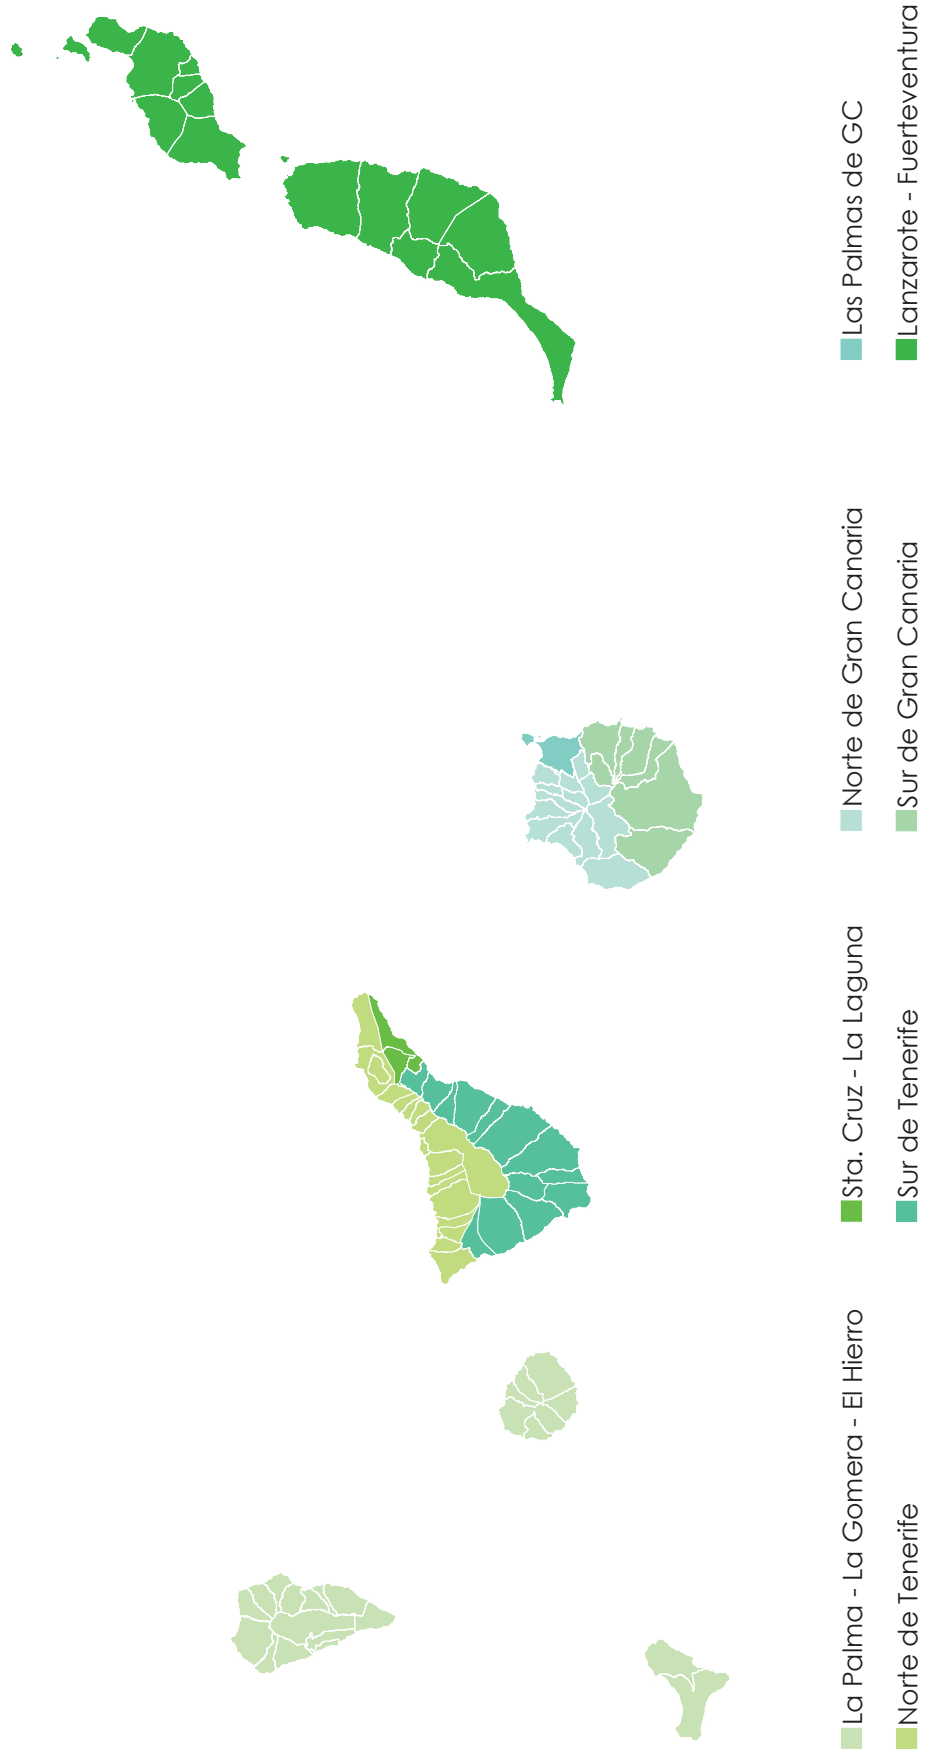 La Palma - La Gomera - El Hierro
Norte de Tenerife
Sta. Cruz - La Laguna
Sur de Tenerife
Norte de Gran Canaria
Sur de Gran Canaria
Las Palmas de GC
Lanzarote - Fuerteventura